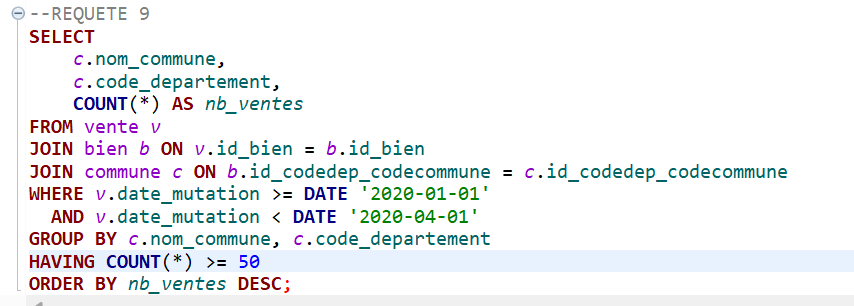 --REQUETE 9
SELECT
c.nom_commune,
c.code_departement,
COUNT(*) AS nb_ventes
FROM vente v
JOIN bien b ON v.id_bien = b.id_bien
JOIN commune c ON b.id_codedep_codecommune = c.id_codedep_codecommune
WHERE v.date_mutation >= DATE '2020-01-01'
AND v.date_mutation < DATE '2020-04-01'
GROUP BY c.nom_commune, c.code_departement
HAVING COUNT(*) >= 50
ORDER BY nb_ventes DESC;